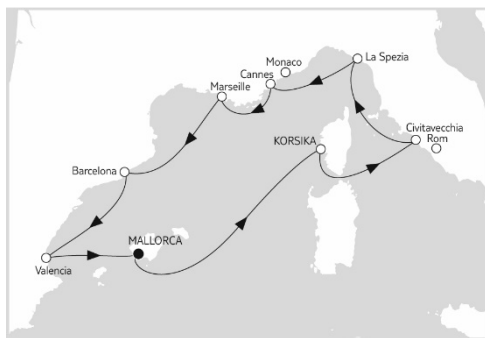 La Spezia
Monaco
Cannes
Marseille
Civitavecchia
Rom
KORSIKA
Barcelona
MALLORCA
Valencia